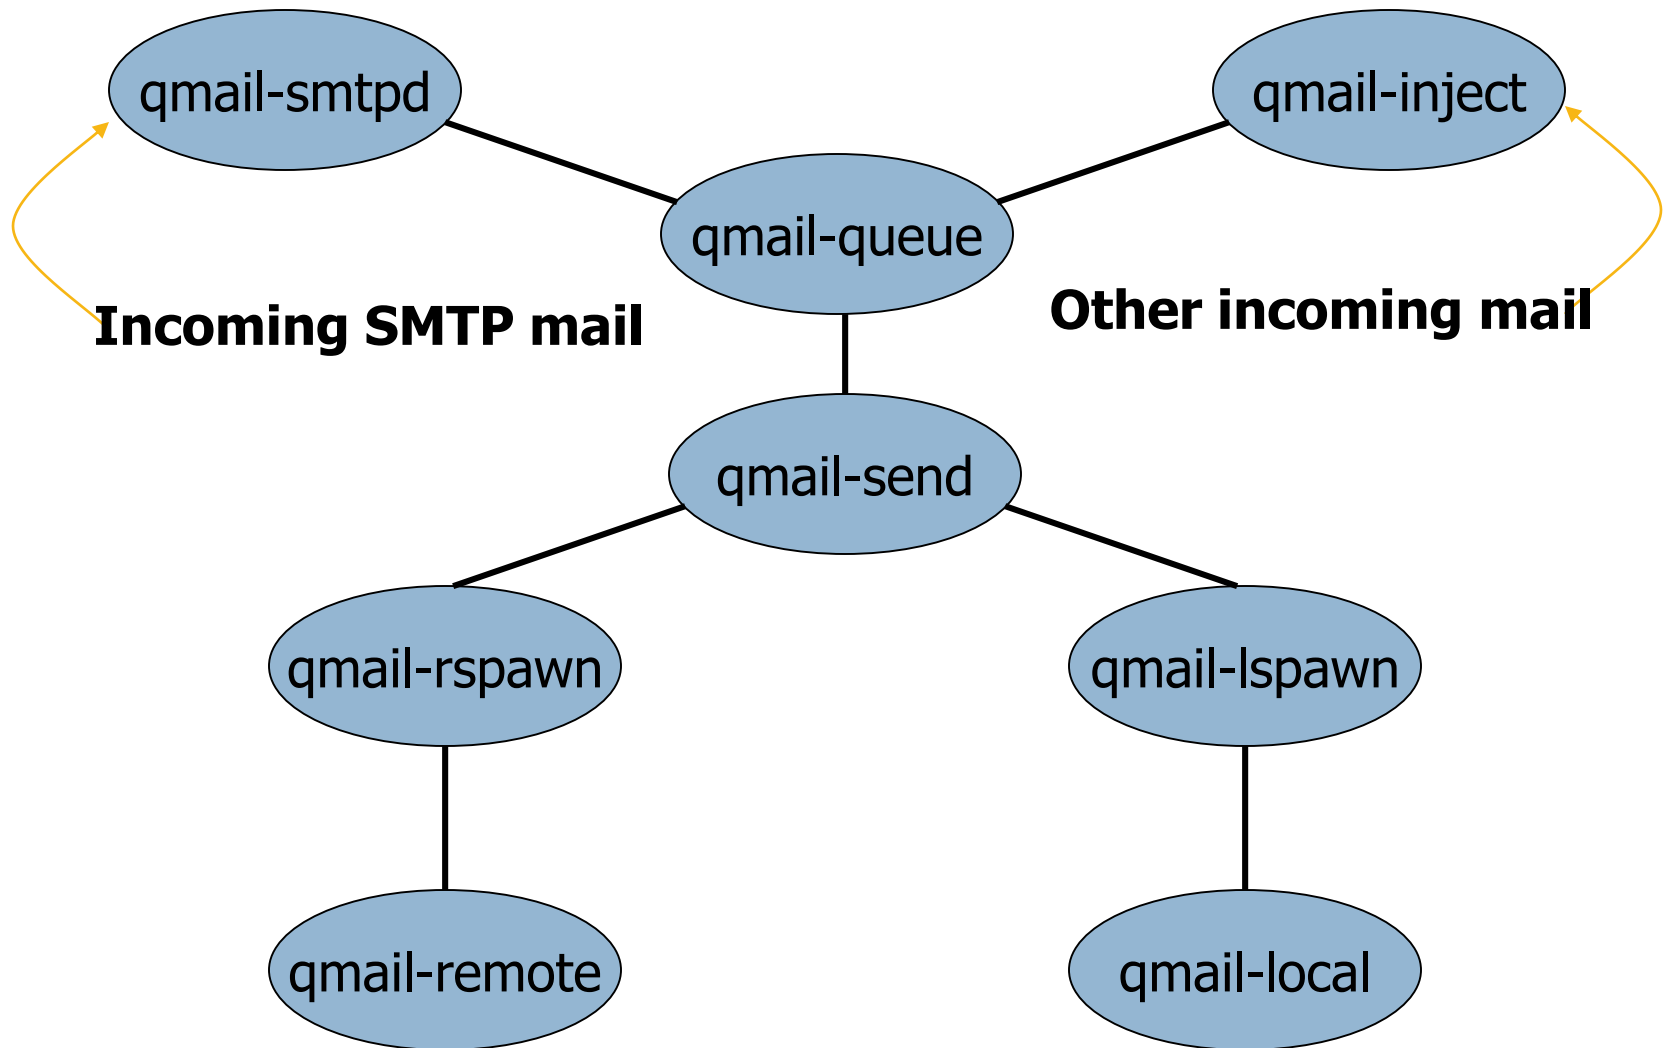 qmail-smtpd
qmail-inject
qmail-queue
Incoming SMTP mail
Other incoming mail
qmail-send
qmail-rspawn
qmail-lspawn
qmail-remote
qmail-local